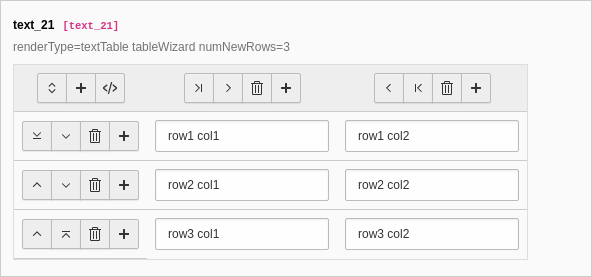 text_21 [text_21]
renderType=textTable tableWizard numNewRows=3
row1 col1 row1 col2
row2 col1 row2 col2
row3 col1 row3 col2